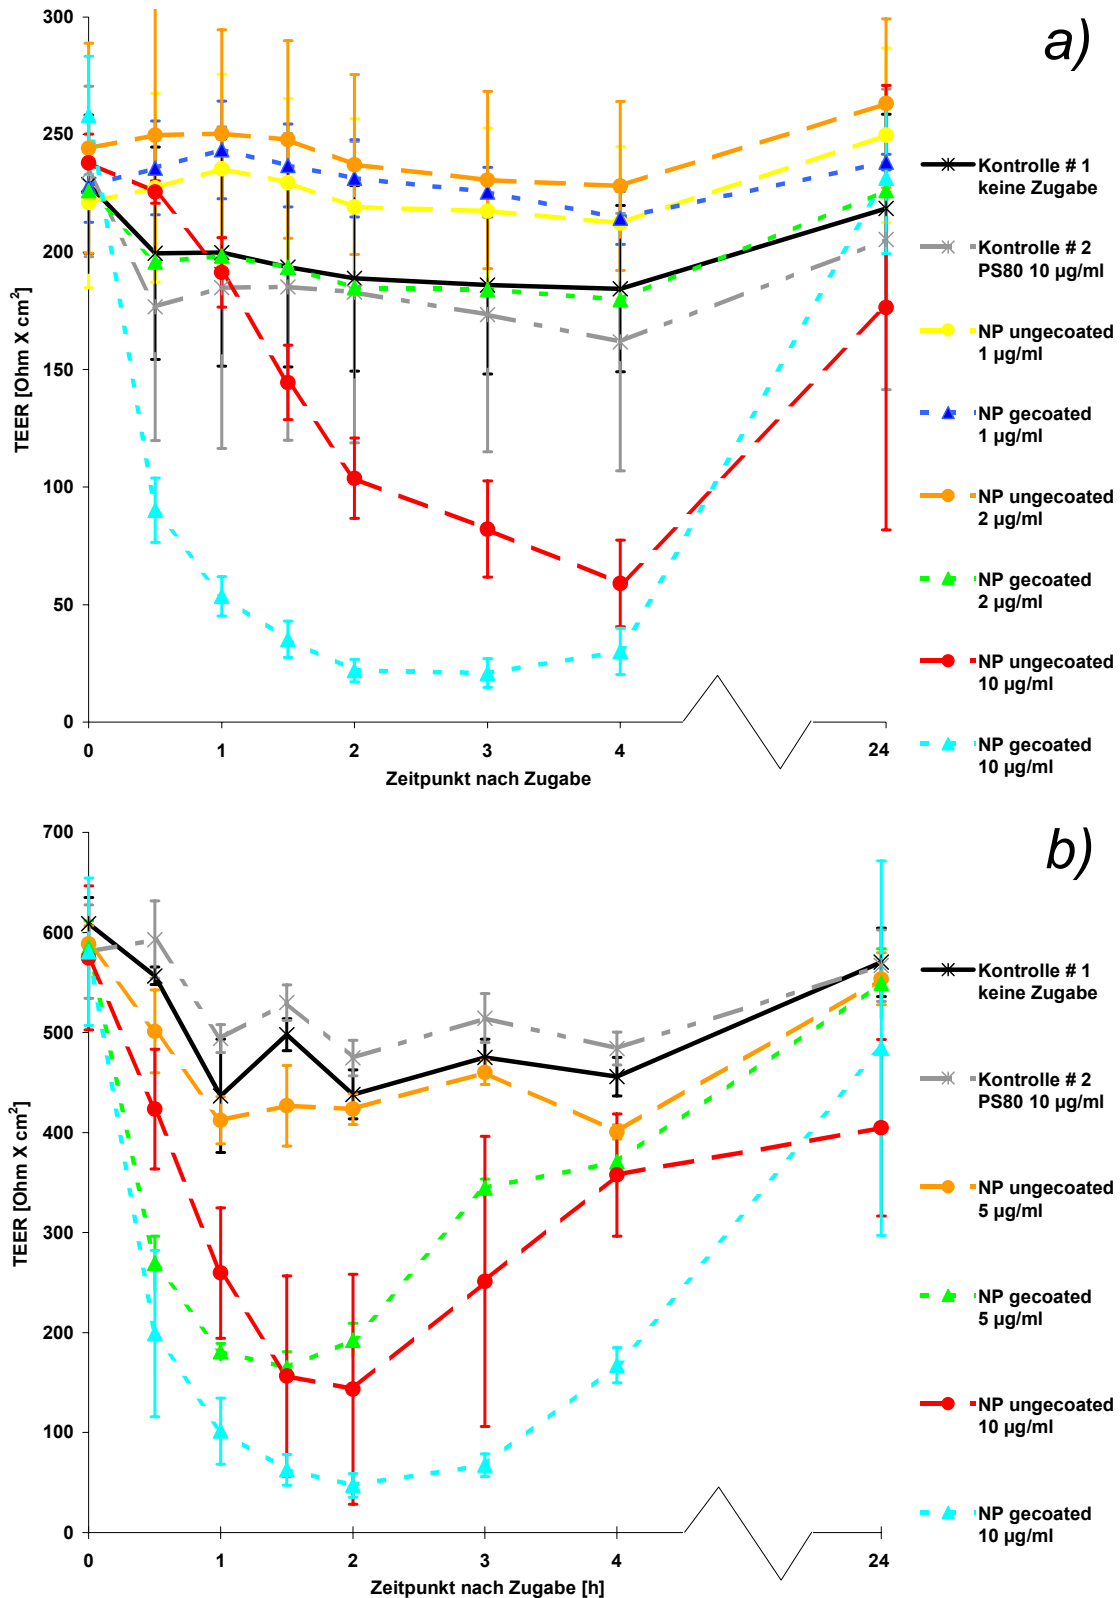 a)
300
250
200
150
100
50
0
TEER [Ohm X cm²]
0
1
2
3
4
24
Zeitpunkt nach Zugabe
Kontrolle # 1
keine Zugabe
Kontrolle # 2
PS80 10 µg/ml
NP ungecoated
1 µg/ml
NP gecoated
1 µg/ml
NP ungecoated
2 µg/ml
NP gecoated
2 µg/ml
NP ungecoated
10 µg/ml
NP gecoated
10 µg/ml
b)
700
600
500
400
300
200
100
0
TEER [Ohm X cm²]
0
1
2
3
4
24
Zeitpunkt nach Zugabe [h]
Kontrolle # 1
keine Zugabe
Kontrolle # 2
PS80 10 µg/ml
NP ungecoated
5 µg/ml
NP gecoated
5 µg/ml
NP ungecoated
10 µg/ml
NP gecoated
10 µg/ml